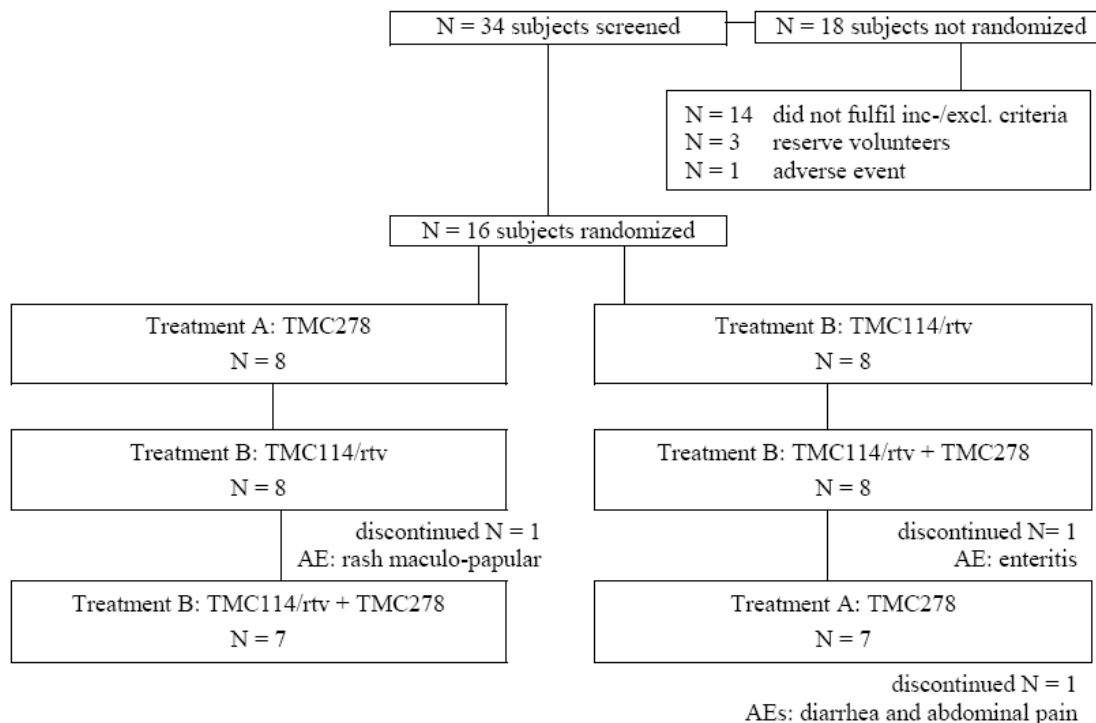 N = 34 subjects screened
N = 18 subjects not randomized
N = 14 did not fulfil inc-/excl. criteria
N = 3 reserve volunteers
N = 1 adverse event
N = 16 subjects randomized
Treatment A: TMC278
N = 8
Treatment B: TMC114/rtv
N = 8
Treatment B: TMC114/rtv
N = 8
Treatment B: TMC114/rtv + TMC278
N = 8
discontinued N = 1
AE: rash maculo-papular
discontinued N= 1
AE: enteritis
Treatment B: TMC114/rtv + TMC278
N = 7
Treatment A: TMC278
N = 7
discontinued N = 1
AEs: diarrhea and abdominal pain